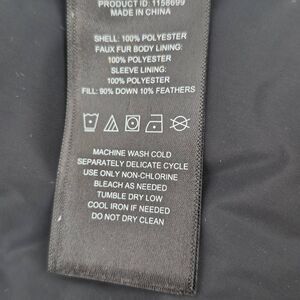 PRODUCT ID: 1158699
MADE IN CHINA
SHELL: 100% POLYESTER
FAUX FUR BODY LINING:
100% POLYESTER
SLEEVE LINING:
100% POLYESTER
FILL: 90% DOWN 10% FEATHERS
MACHINE WASH COLD
SEPARATELY DELICATE CYCLE
USE ONLY NON-CHLORINE
BLEACH AS NEEDED
TUMBLE DRY LOW
COOL IRON IF NEEDED
DO NOT DRY CLEAN